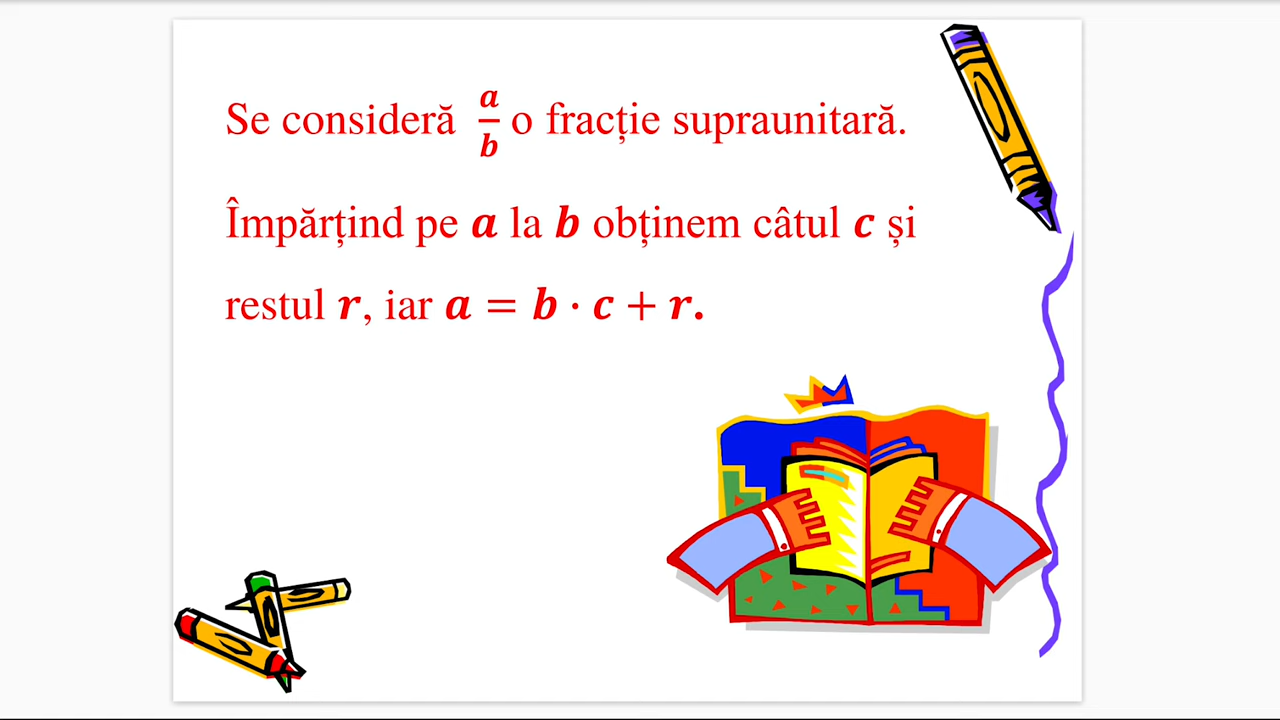 Se consideră a/b o fracție supraunitară.
Împărțind pe a la b obținem câtul c și
restul r, iar a = b · c + r.